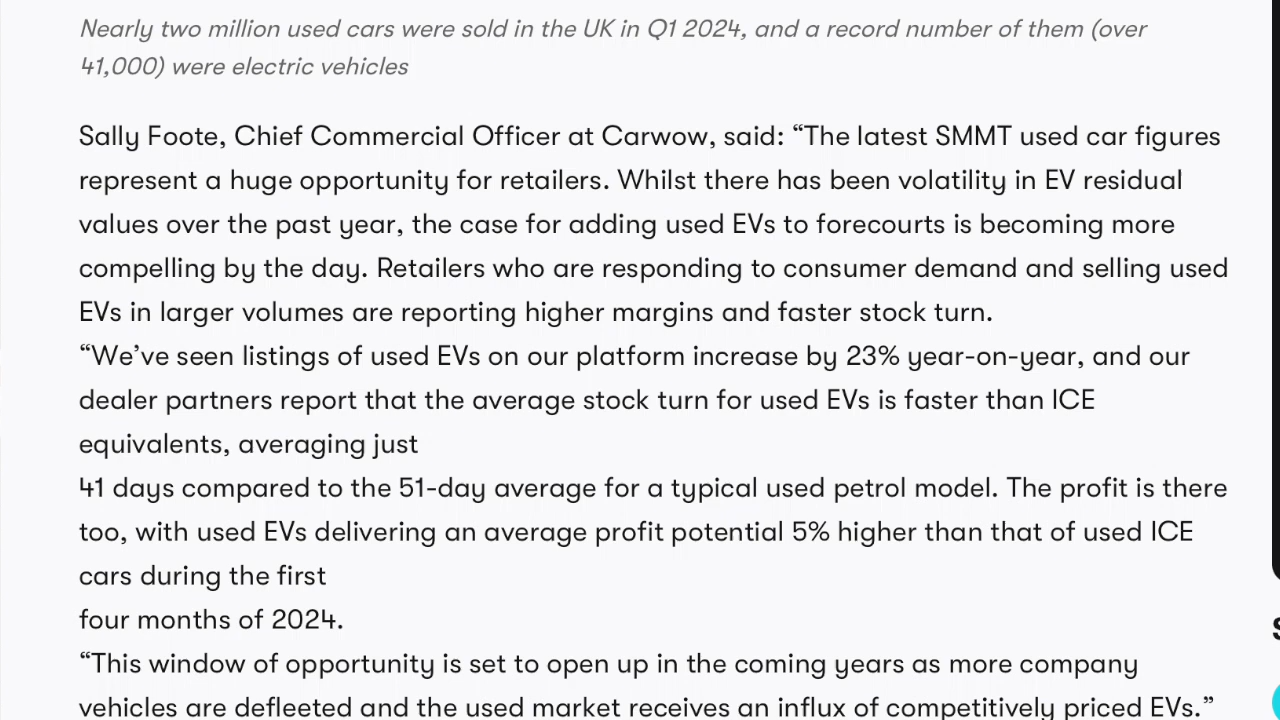 Nearly two million used cars were sold in the UK in Q1 2024, and a record number of them (over
41,000) were electric vehicles
Sally Foote, Chief Commercial Officer at Carwow, said: “The latest SMMT used car figures
represent a huge opportunity for retailers. Whilst there has been volatility in EV residual
values over the past year, the case for adding used EVs to forecourts is becoming more
compelling by the day. Retailers who are responding to consumer demand and selling used
EVs in larger volumes are reporting higher margins and faster stock turn.
“We’ve seen listings of used EVs on our platform increase by 23% year-on-year, and our
dealer partners report that the average stock turn for used EVs is faster than ICE
equivalents, averaging just
41 days compared to the 51-day average for a typical used petrol model. The profit is there
too, with used EVs delivering an average profit potential 5% higher than that of used ICE
cars during the first
four months of 2024.
“This window of opportunity is set to open up in the coming years as more company
vehicles are defleeted and the used market receives an influx of competitively priced EVs.”